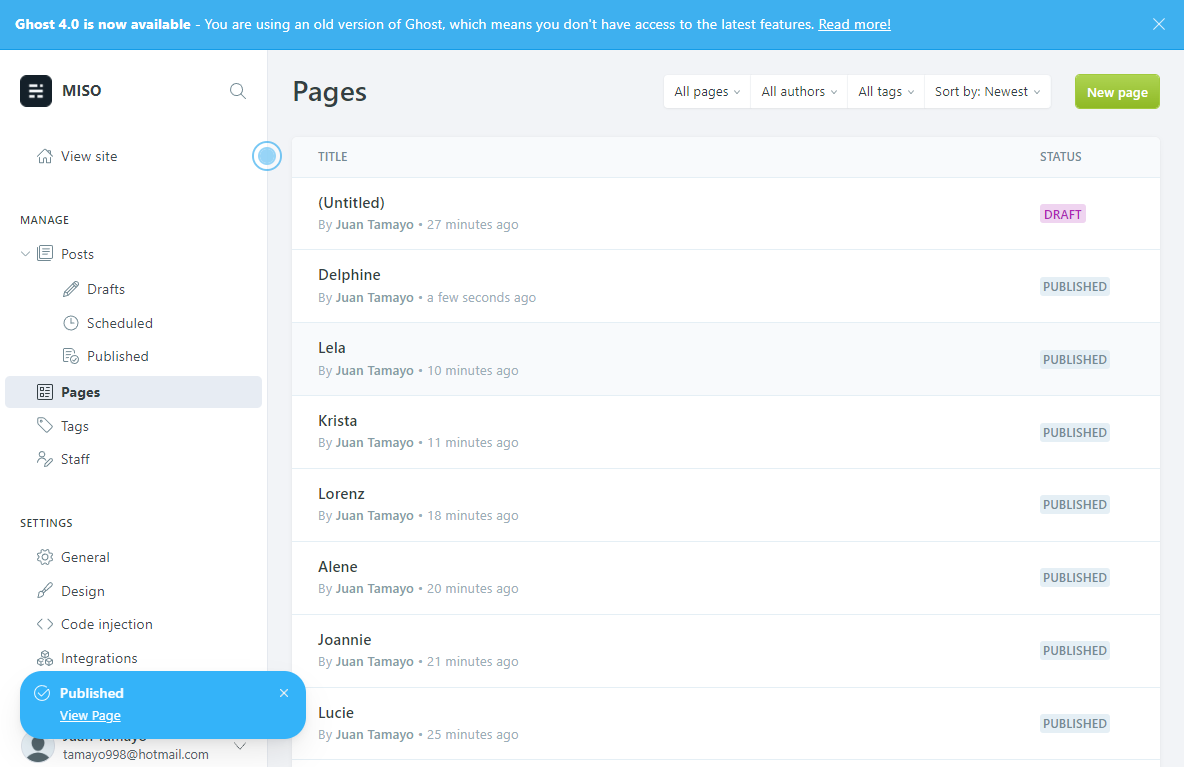 Ghost 4.0 is now available - You are using an old version of Ghost, which means you don't have access to the latest features. Read more!
MISO
View site
MANAGE
Posts
Drafts
Scheduled
Published
Pages
Tags
Staff
SETTINGS
General
Design
Code injection
Integrations
Published
View Page
Juan Tamayo
tamayo998@hotmail.com
Pages
All pages
All authors
All tags
Sort by: Newest
New page
TITLE STATUS
(Untitled)
By Juan Tamayo • 27 minutes ago
DRAFT
Delphine
By Juan Tamayo • a few seconds ago
PUBLISHED
Lela
By Juan Tamayo • 10 minutes ago
PUBLISHED
Krista
By Juan Tamayo • 11 minutes ago
PUBLISHED
Lorenz
By Juan Tamayo • 18 minutes ago
PUBLISHED
Alene
By Juan Tamayo • 20 minutes ago
PUBLISHED
Joannie
By Juan Tamayo • 21 minutes ago
PUBLISHED
Lucie
By Juan Tamayo • 25 minutes ago
PUBLISHED